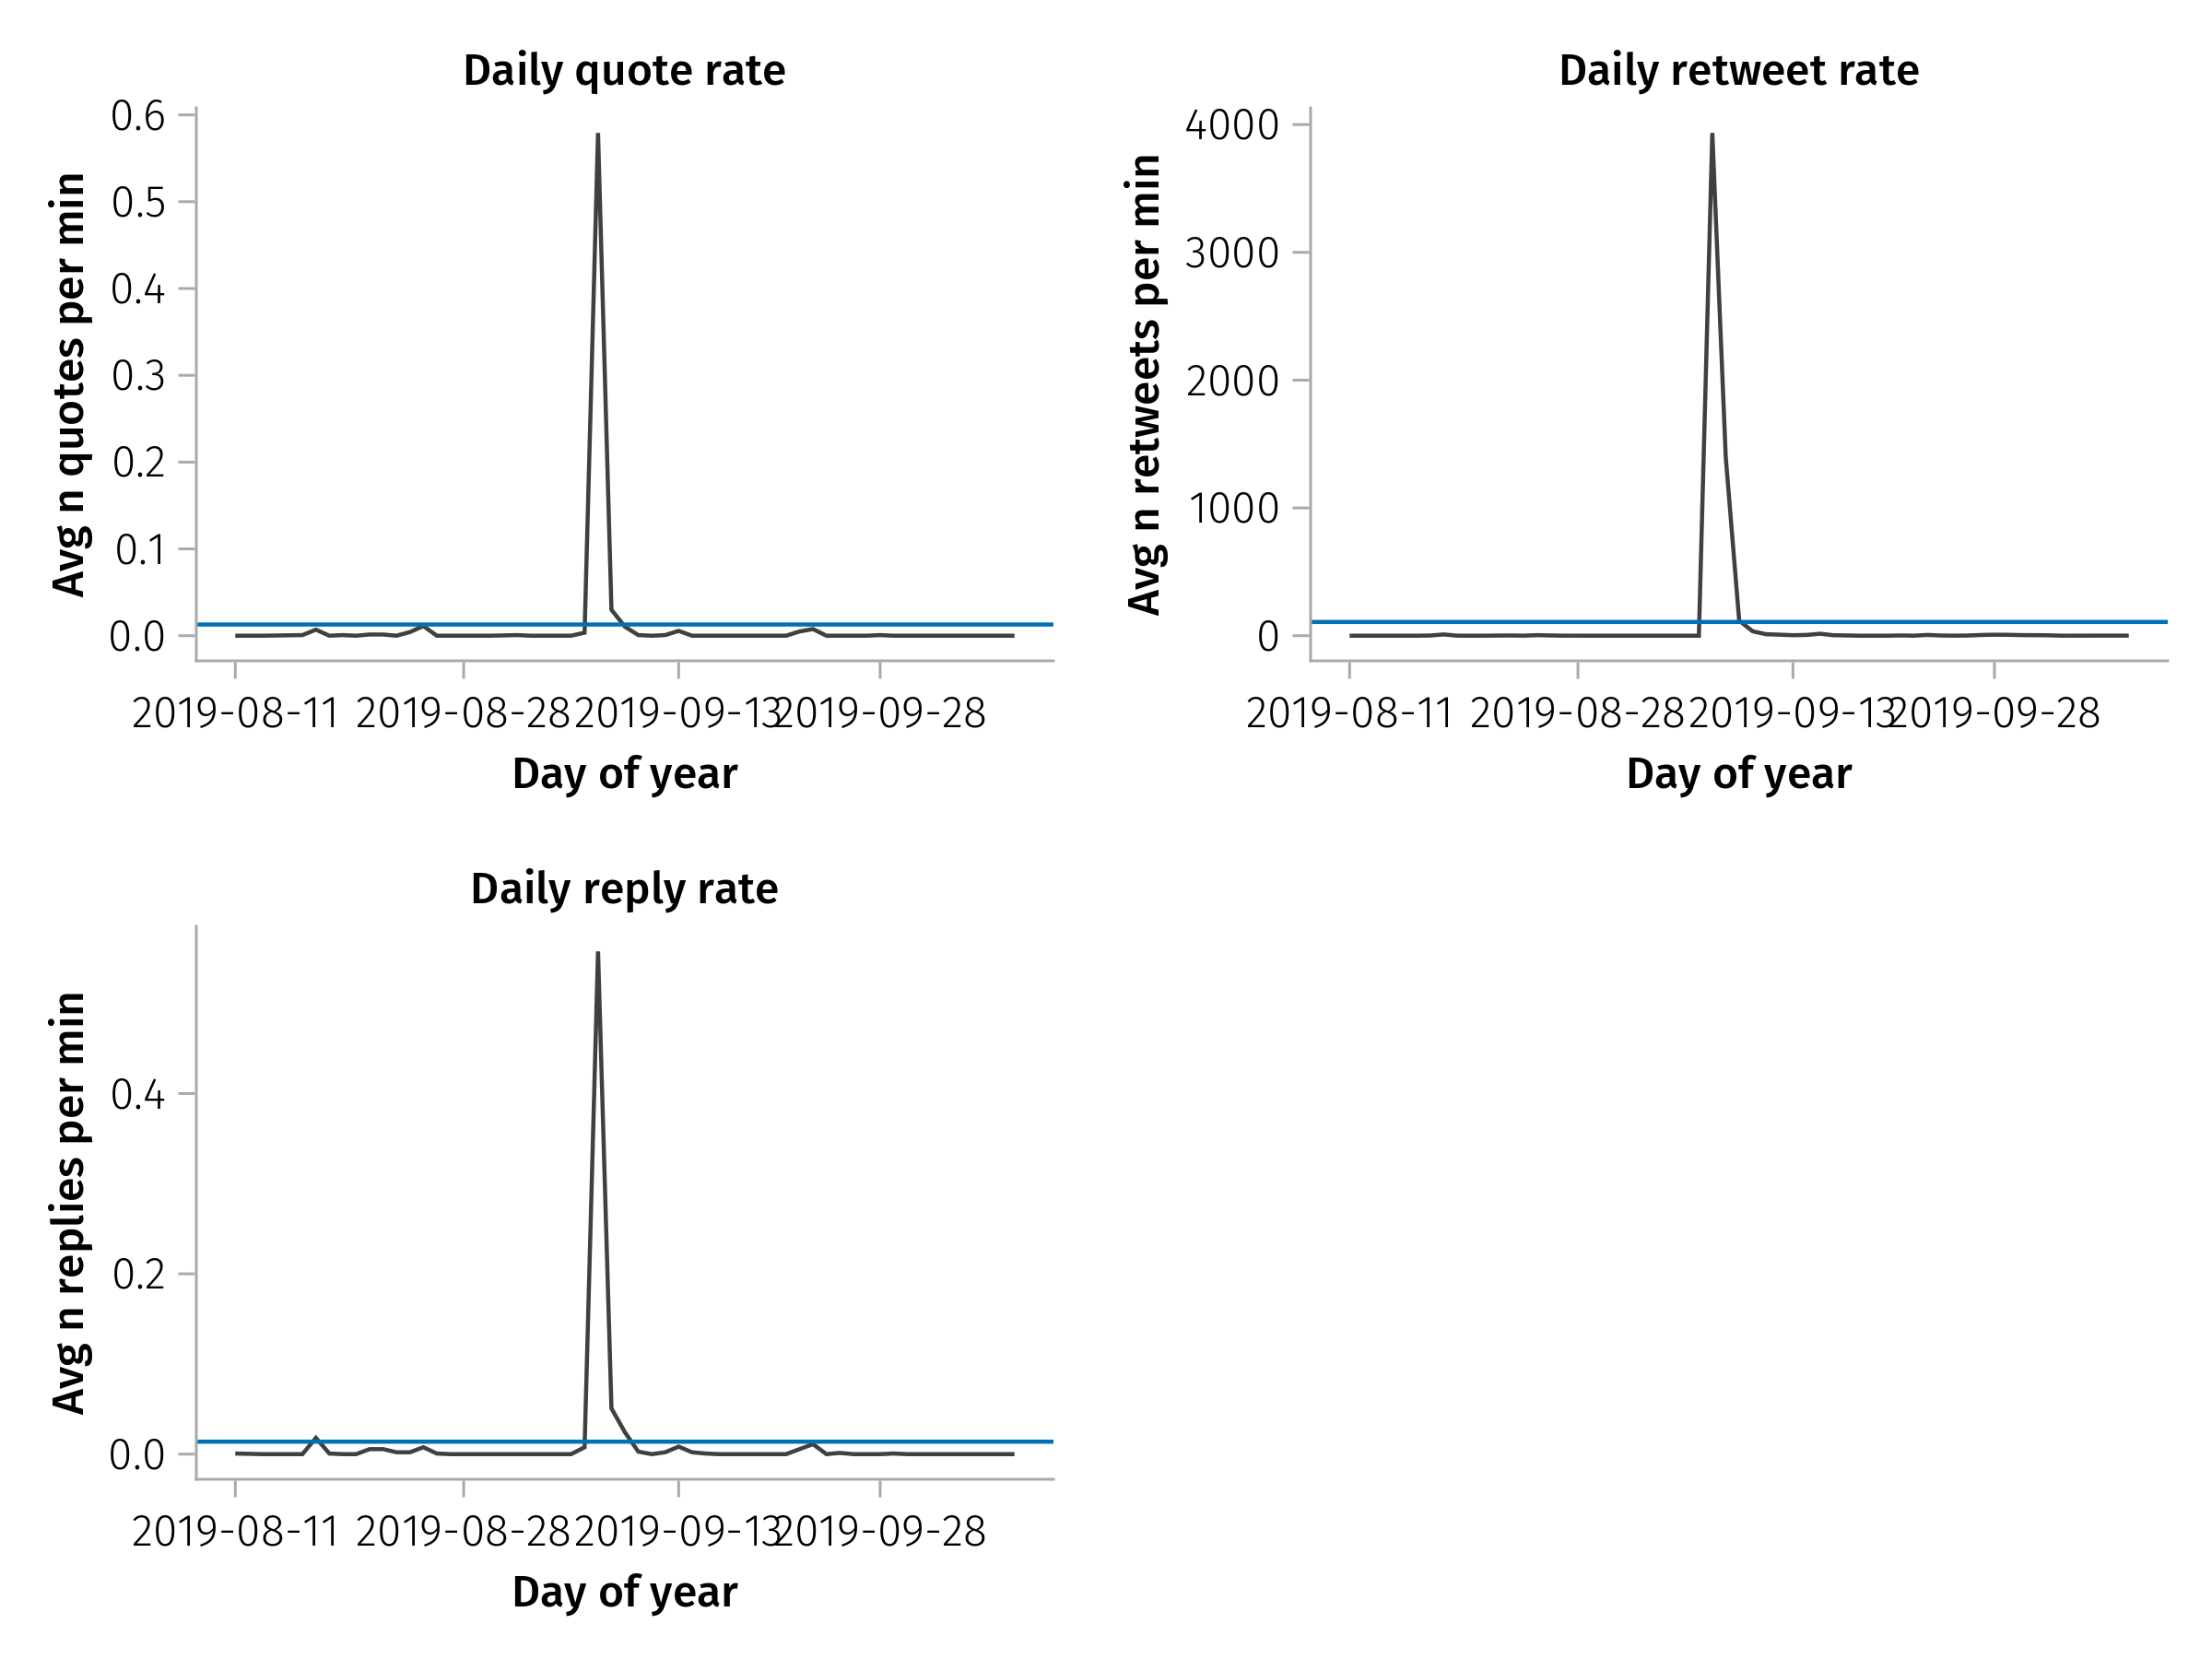 Daily quote rate
Avg n quotes per min
0.6
0.5
0.4
0.3
0.2
0.1
0.0
2019-08-11 2019-08-28 2019-09-13 2019-09-28
Day of year
Daily retweet rate
Avg n retweets per min
4000
3000
2000
1000
0
2019-08-11 2019-08-28 2019-09-13 2019-09-28
Day of year
Daily reply rate
Avg n replies per min
0.4
0.2
0.0
2019-08-11 2019-08-28 2019-09-13 2019-09-28
Day of year